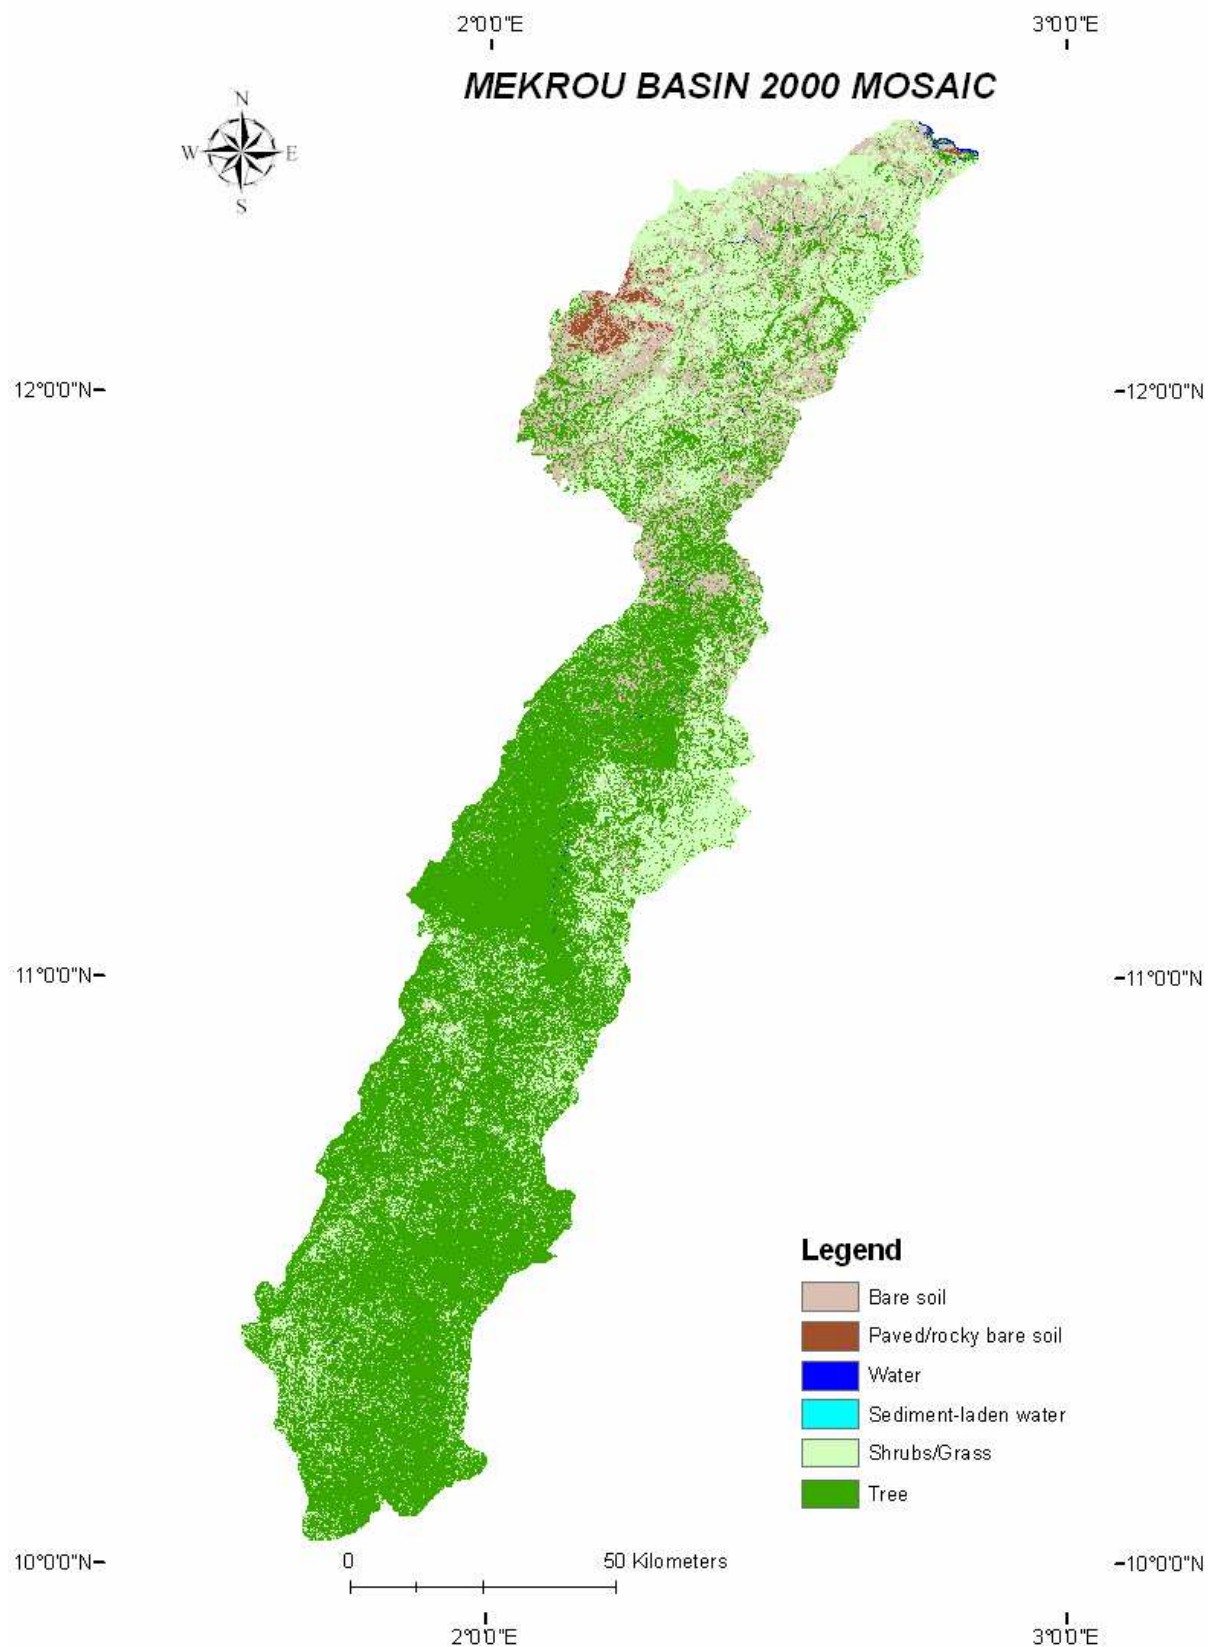 2°0'0"E 3°0'0"E
MEKROU BASIN 2000 MOSAIC
N
W E
S
12°0'0"N 12°0'0"N
11°0'0"N 11°0'0"N
Legend
Bare soil
Paved/rocky bare soil
Water
Sediment-laden water
Shrubs/Grass
Tree
10°0'0"N 0 50 Kilometers 10°0'0"N
2°0'0"E 3°0'0"E